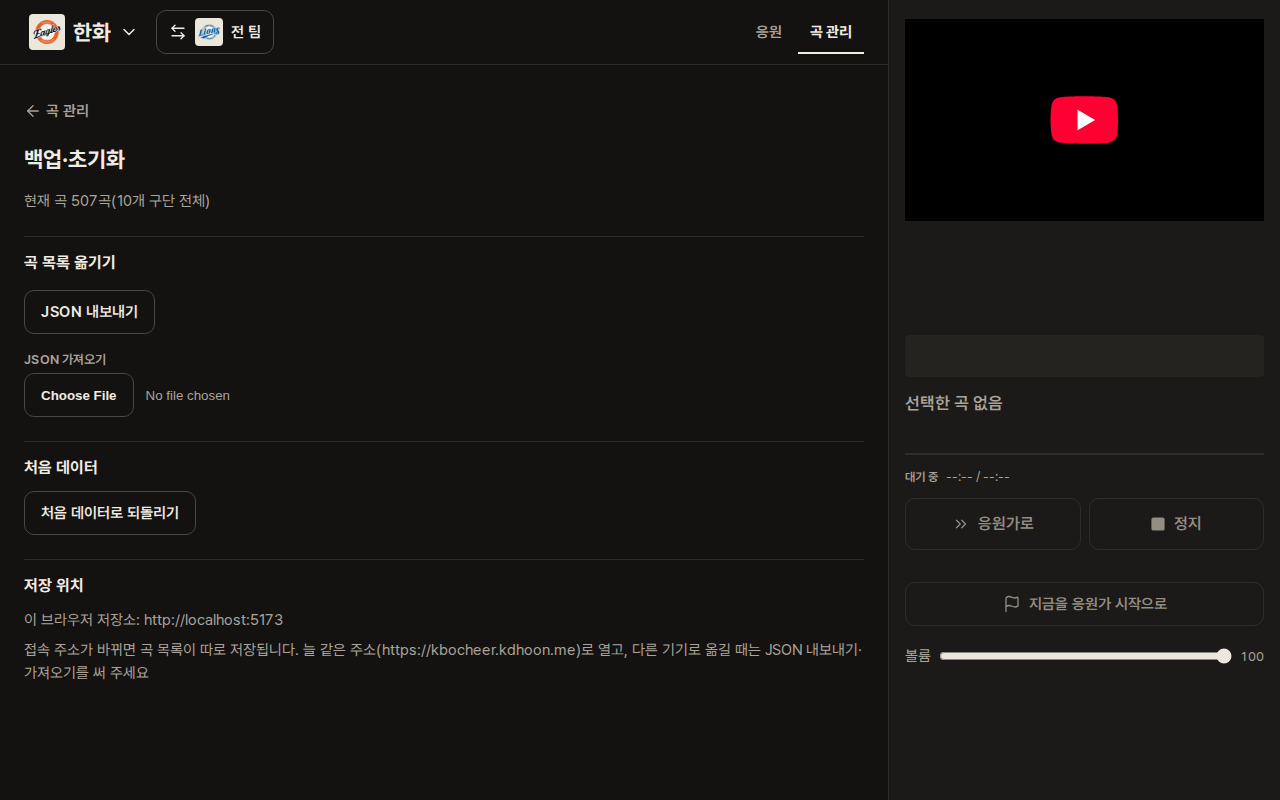 Eagles
한화
Lions
전 팀
응원
곡 관리
곡 관리
백업·초기화
현재 곡 507곡(10개 구단 전체)
곡 목록 옮기기
JSON 내보내기
JSON 가져오기
Choose File
No file chosen
처음 데이터
처음 데이터로 되돌리기
저장 위치
이 브라우저 저장소: http://localhost:5173
접속 주소가 바뀌면 곡 목록이 따로 저장됩니다. 늘 같은 주소(https://kbocheer.kdhoon.me)로 열고, 다른 기기로 옮길 때는 JSON 내보내기·
가져오기를 써 주세요
선택한 곡 없음
대기 중 --:-- / --:--
응원가로
정지
지금을 응원가 시작으로
볼륨
100